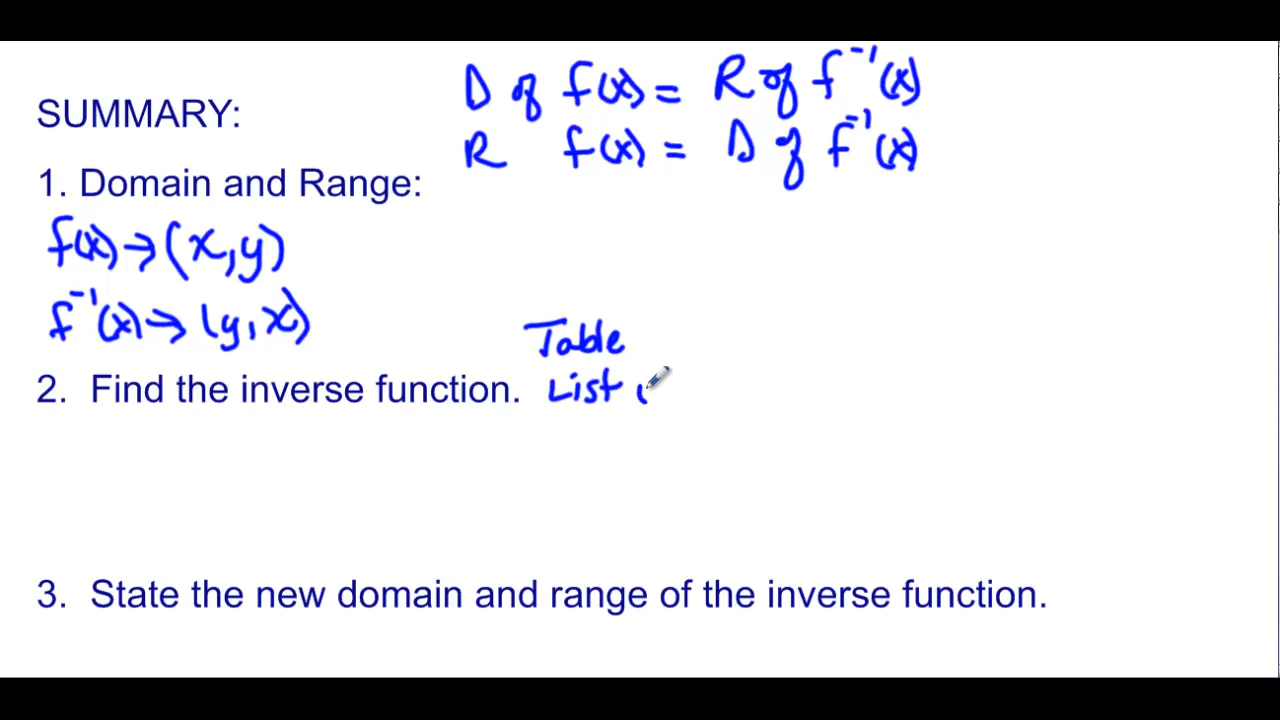 D of f(x) = R of f⁻¹(x)
SUMMARY:
R f(x) = D of f⁻¹(x)
1. Domain and Range:
f(x) → (x, y)
f⁻¹(x) → (y, x)
Table
2. Find the inverse function. List (
3. State the new domain and range of the inverse function.